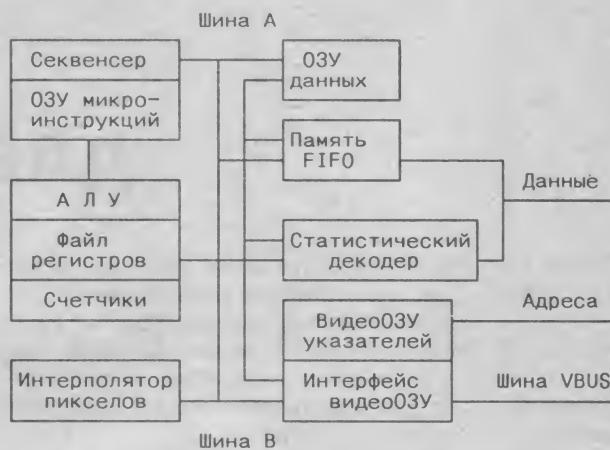 Шина А
Секвенсер
ОЗУ микро-
инструкций
ОЗУ
данных
Память
FIFO
Данные
А Л У
Файл
регистров
Счетчики
Статистический
декодер
Адреса
ВидеоОЗУ
указателей
Интерполятор
пикселов
Интерфейс
видеоОЗУ
Шина VBUS
Шина В